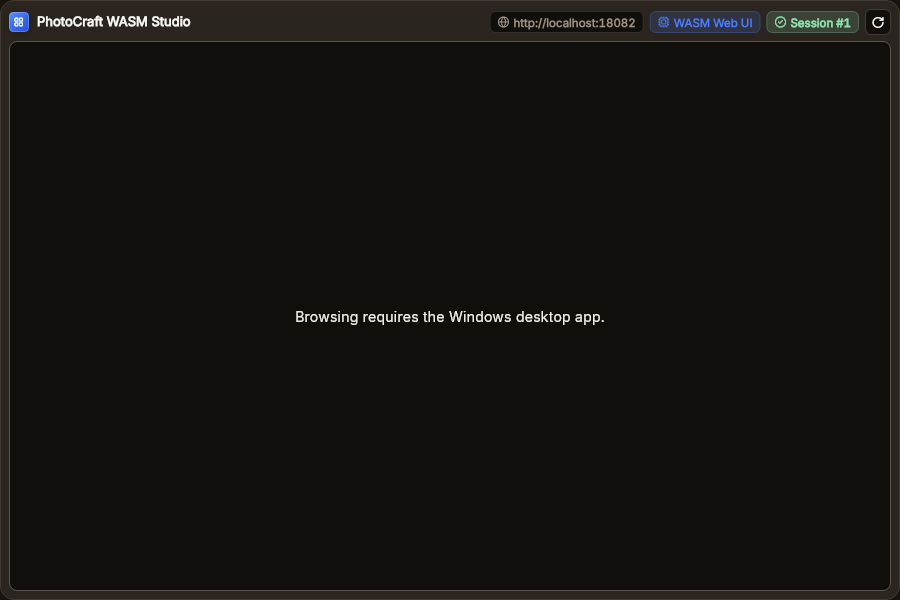 PhotoCraft WASM Studio
http://localhost:18082
WASM Web UI
Session #1
Browsing requires the Windows desktop app.